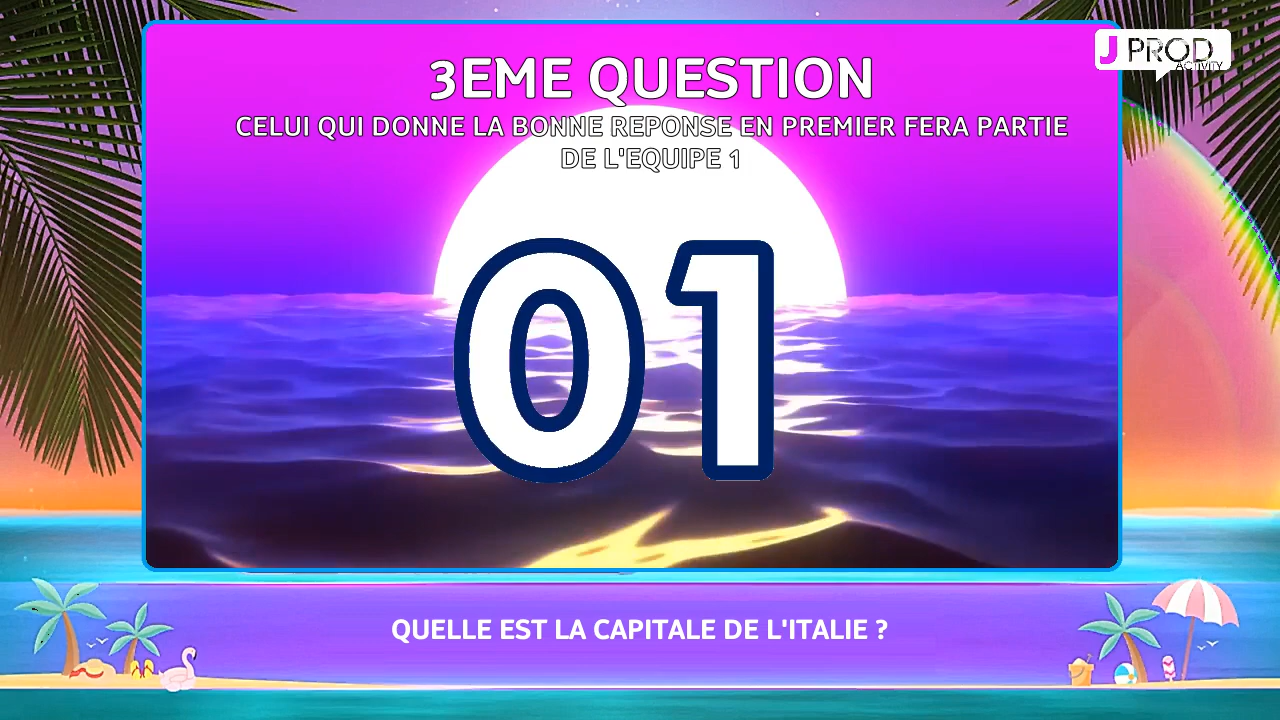 J PROD
ACTIVITY
3EME QUESTION
CELUI QUI DONNE LA BONNE REPONSE EN PREMIER FERA PARTIE
DE L'EQUIPE 1
01
QUELLE EST LA CAPITALE DE L'ITALIE ?